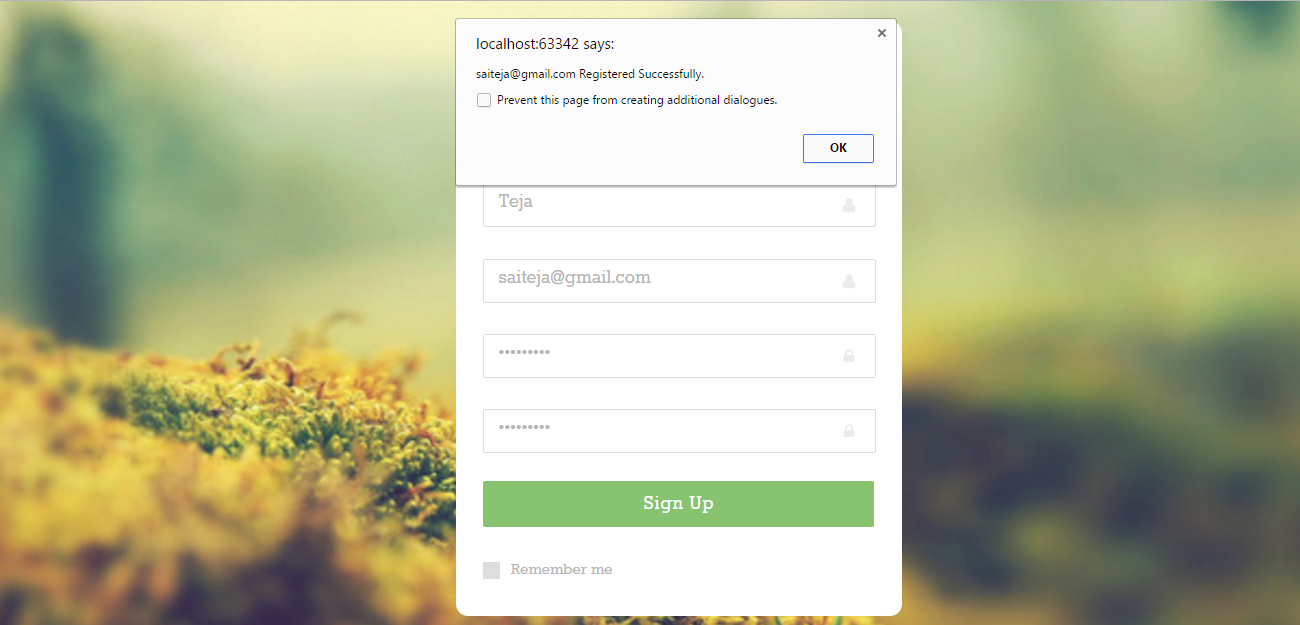 localhost:63342 says:
saiteja@gmail.com Registered Successfully.
Prevent this page from creating additional dialogues.
OK
Teja
saiteja@gmail.com
•••••••••
•••••••••
Sign Up
Remember me